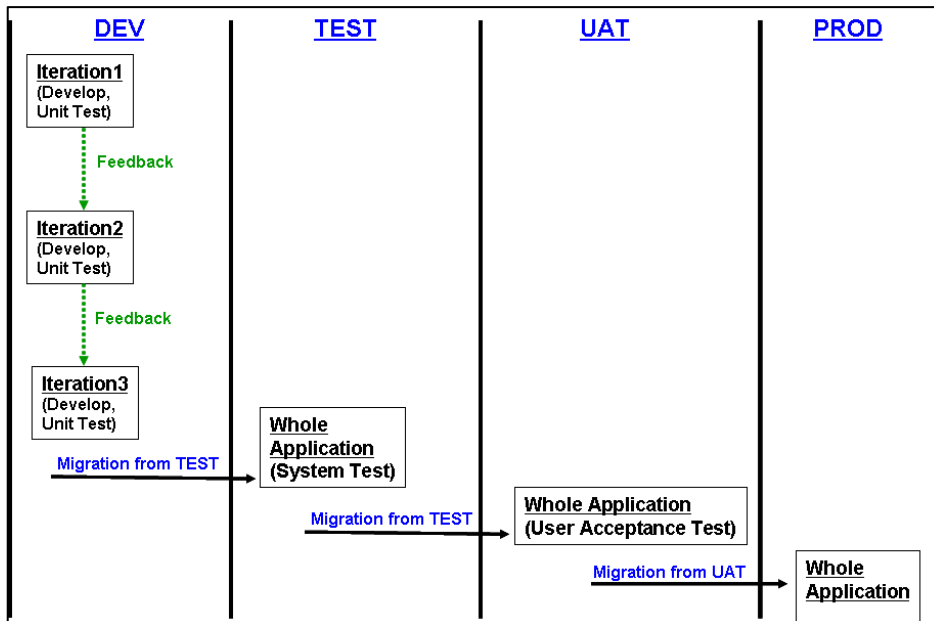 DEV
TEST
UAT
PROD
Iteration1
(Develop,
Unit Test)
Feedback
Iteration2
(Develop,
Unit Test)
Feedback
Iteration3
(Develop,
Unit Test)
Migration from TEST
Whole
Application
(System Test)
Migration from TEST
Whole Application
(User Acceptance Test)
Migration from UAT
Whole
Application